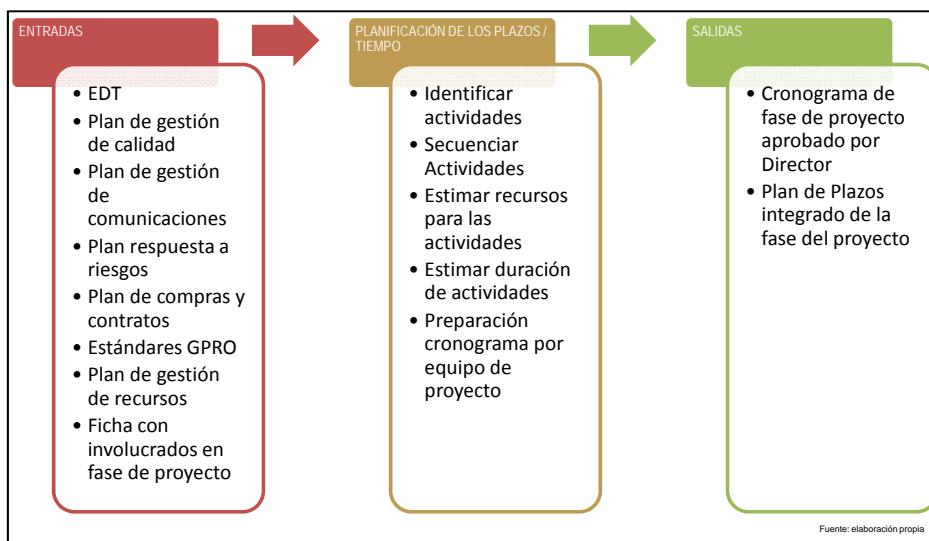 ENTRADAS
• EDT
• Plan de gestión
de calidad
• Plan de gestión
de
comunicaciones
• Plan respuesta a
riesgos
• Plan de compras y
contratos
• Estándares GPRO
• Plan de gestión
de recursos
• Ficha con
involucrados en
fase de proyecto
PLANIFICACIÓN DE LOS PLAZOS /
TIEMPO
• Identificar
actividades
• Secuenciar
Actividades
• Estimar recursos
para las
actividades
• Estimar duración
de actividades
• Preparación
cronograma por
equipo de
proyecto
SALIDAS
• Cronograma de
fase de proyecto
aprobado por
Director
• Plan de Plazos
integrado de la
fase del proyecto
Fuente: elaboración propia